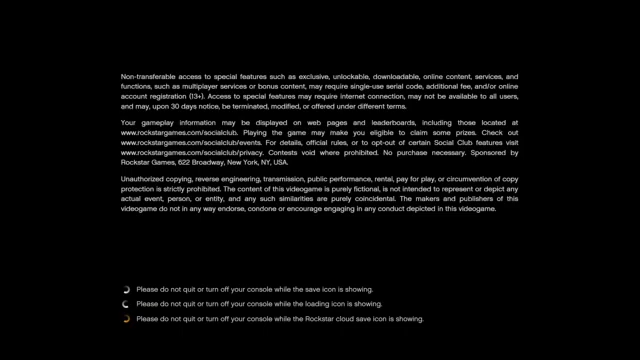 Non-transferable access to special features such as exclusive, unlockable, downloadable, online content, services, and
functions, such as multiplayer services or bonus content, may require single-use serial code, additional fee, and/or online
account registration (13+). Access to special features may require internet connection, may not be available to all users,
and may, upon 30 days notice, be terminated, modified, or offered under different terms.
Your gameplay information may be displayed on web pages and leaderboards, including those located at
www.rockstargames.com/socialclub. Playing the game may make you eligible to claim some prizes. Check out
www.rockstargames.com/socialclub/events. For details, official rules, or to opt-out of certain Social Club features visit
www.rockstargames.com/socialclub/privacy. Contests void where prohibited. No purchase necessary. Sponsored by
Rockstar Games, 622 Broadway, New York, NY, USA.
Unauthorized copying, reverse engineering, transmission, public performance, rental, pay for play, or circumvention of copy
protection is strictly prohibited. The content of this videogame is purely fictional, is not intended to represent or depict any
actual event, person, or entity, and any such similarities are purely coincidental. The makers and publishers of this
videogame do not in any way endorse, condone or encourage engaging in any conduct depicted in this videogame.
Please do not quit or turn off your console while the save icon is showing.
Please do not quit or turn off your console while the loading icon is showing.
Please do not quit or turn off your console while the Rockstar cloud save icon is showing.